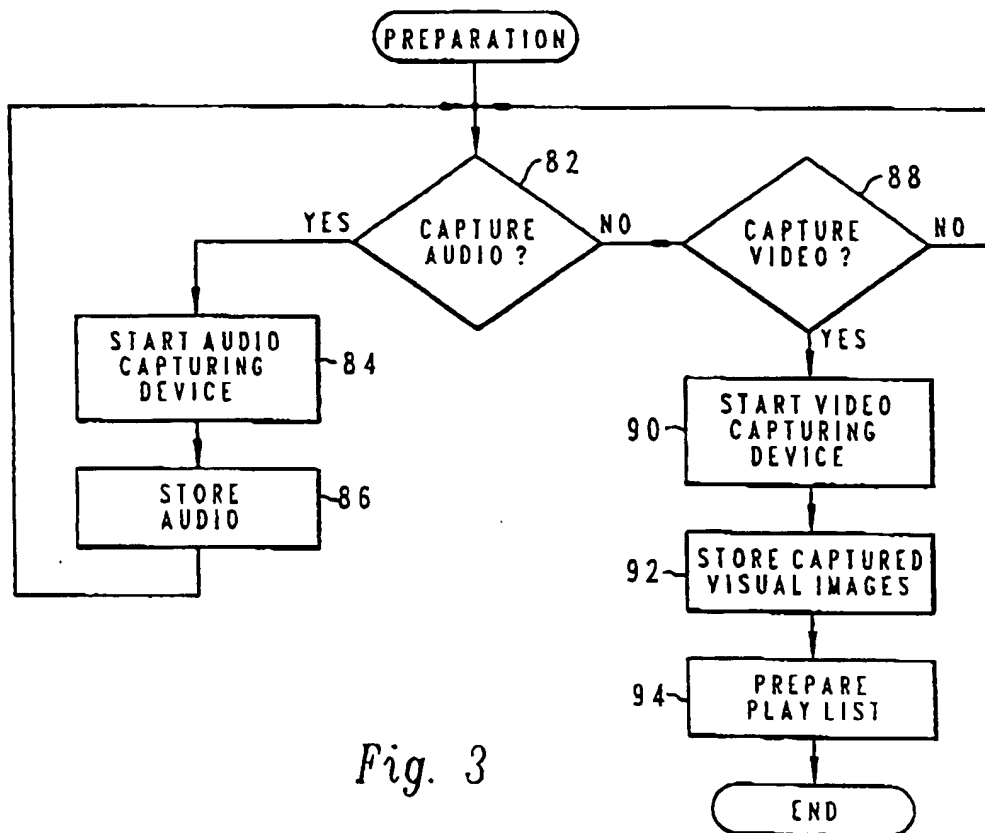 PREPARATION
82
88
YES
CAPTURE
AUDIO ?
NO
CAPTURE
VIDEO ?
NO
START AUDIO
CAPTURING
DEVICE
84
YES
90
START VIDEO
CAPTURING
DEVICE
STORE
AUDIO
86
92
STORE CAPTURED
VISUAL IMAGES
94
PREPARE
PLAY LIST
Fig. 3
END